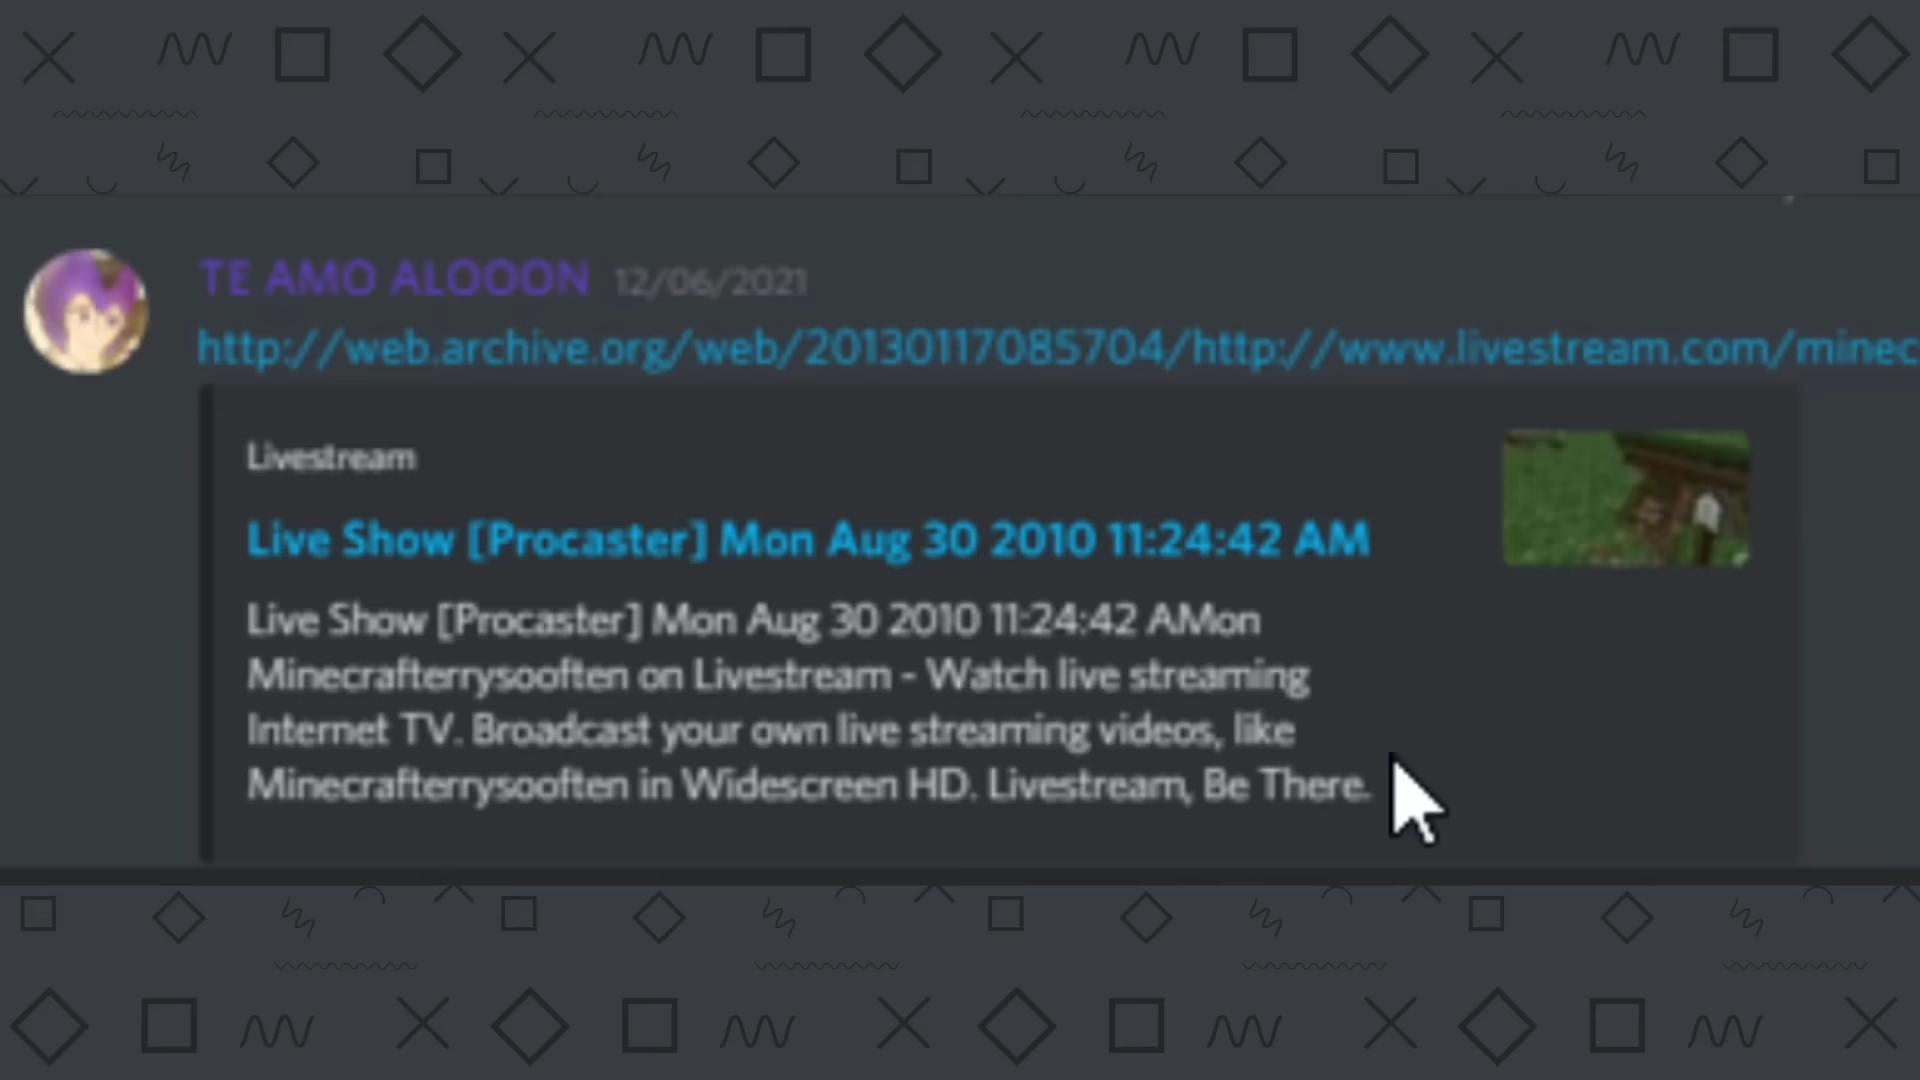 TE AMO ALOOON 12/06/2021
http://web.archive.org/web/20130117085704/http://www.livestream.com/minec
Livestream
Live Show [Procaster] Mon Aug 30 2010 11:24:42 AM
Live Show [Procaster] Mon Aug 30 2010 11:24:42 AMon
Minecrafterrysooften on Livestream - Watch live streaming
Internet TV. Broadcast your own live streaming videos, like
Minecrafterrysooften in Widescreen HD. Livestream, Be There.